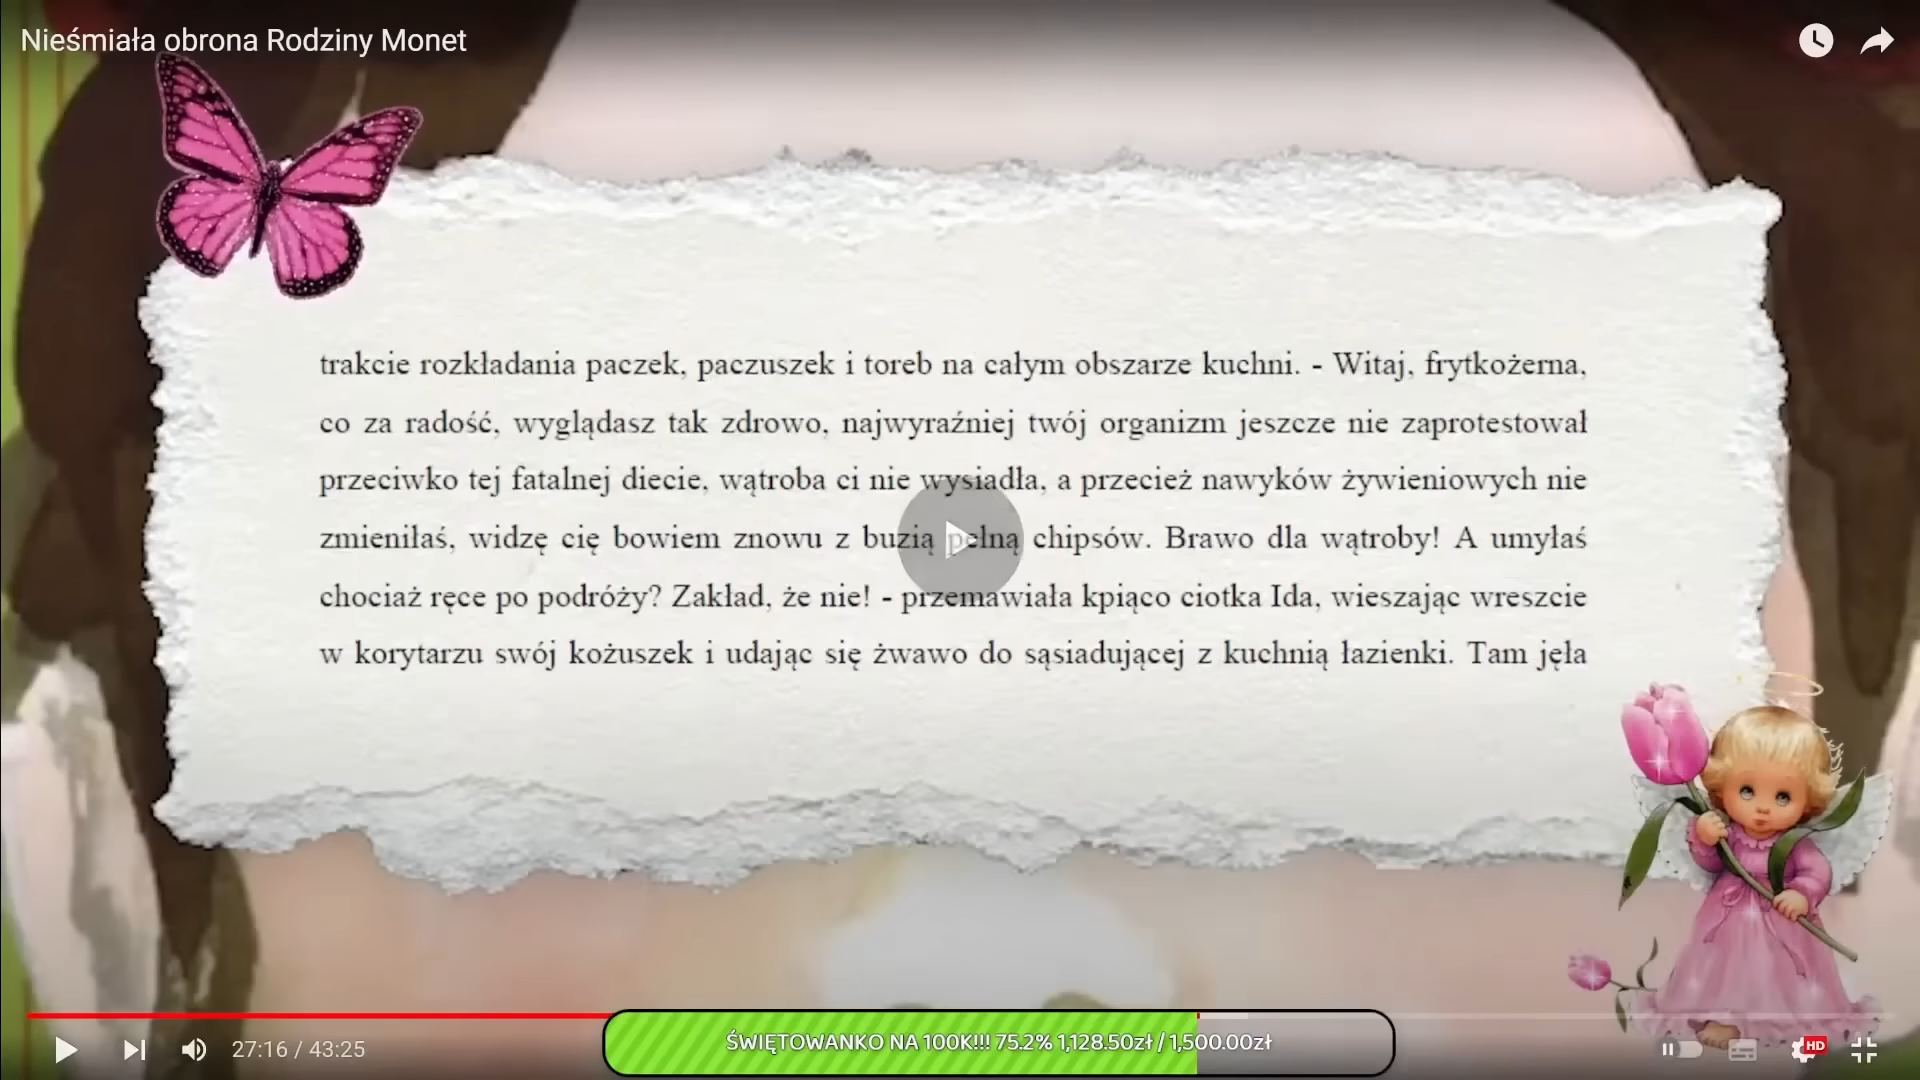 Nieśmiała obrona Rodziny Monet
trakcie rozkładania paczek, paczuszek i toreb na całym obszarze kuchni. - Witaj, frytkożerna,
co za radość, wyglądasz tak zdrowo, najwyraźniej twój organizm jeszcze nie zaprotestował
przeciwko tej fatalnej diecie, wątroba ci nie wysiadła, a przecież nawyków żywieniowych nie
zmieniłaś, widzę cię bowiem znowu z buzią pełną chipsów. Brawo dla wątroby! A umyłaś
chociaż ręce po podróży? Zakład, że nie! - przemawiała kpiąco ciotka Ida, wieszając wreszcie
w korytarzu swój kożuszek i udając się żwawo do sąsiadującej z kuchnią łazienki. Tam jęła
ŚWIĘTOWANKO NA 100K!!! 75.2% 1,128.50zł / 1,500.00zł
27:16 / 43:25
HD